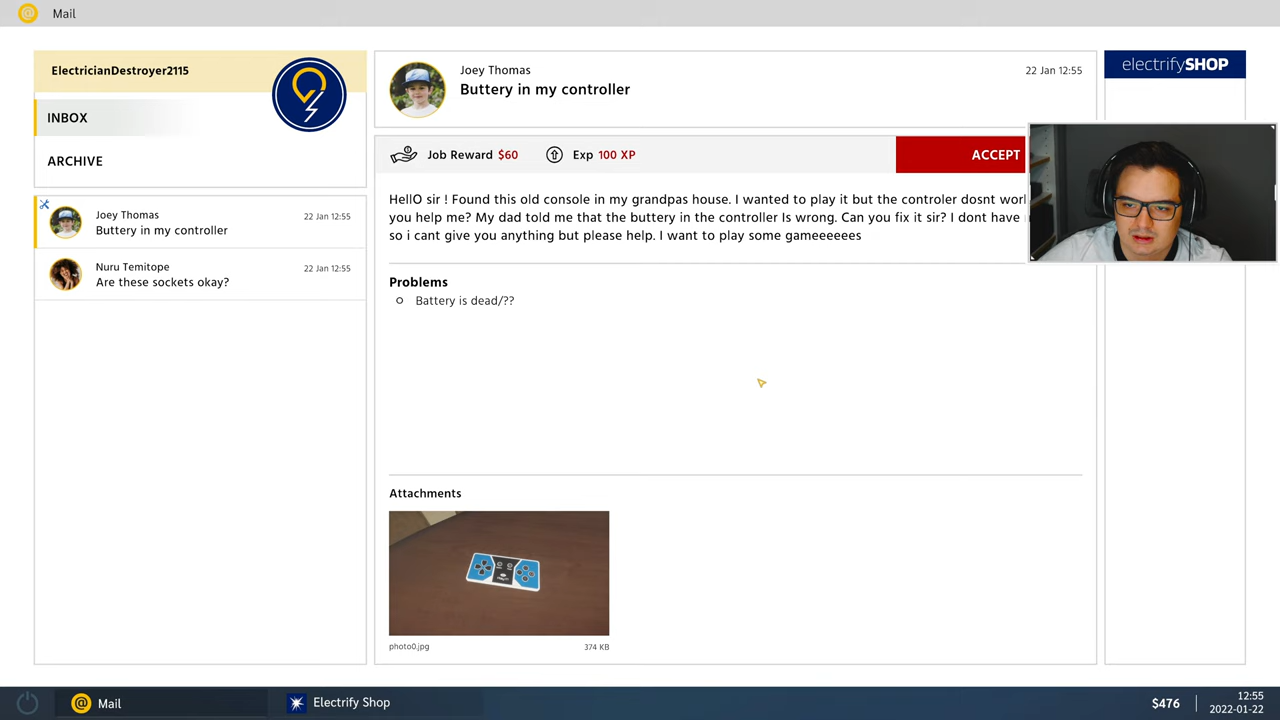 Mail
ElectricianDestroyer2115
INBOX
ARCHIVE
Joey Thomas
22 Jan 12:55
Buttery in my controller
Nuru Temitope
22 Jan 12:55
Are these sockets okay?
Joey Thomas
22 Jan 12:55
Buttery in my controller
Job Reward $60
Exp 100 XP
ACCEPT
HellO sir ! Found this old console in my grandpas house. I wanted to play it but the controler dosnt
you help me? My dad told me that the buttery in the controller Is wrong. Can you fix it sir? I dont have
so i cant give you anything but please help. I want to play some gameeeeees
Problems
Battery is dead/??
Attachments
photo0.jpg
374 KB
electrifySHOP
Mail
Electrify Shop
$476
12:55
2022-01-22